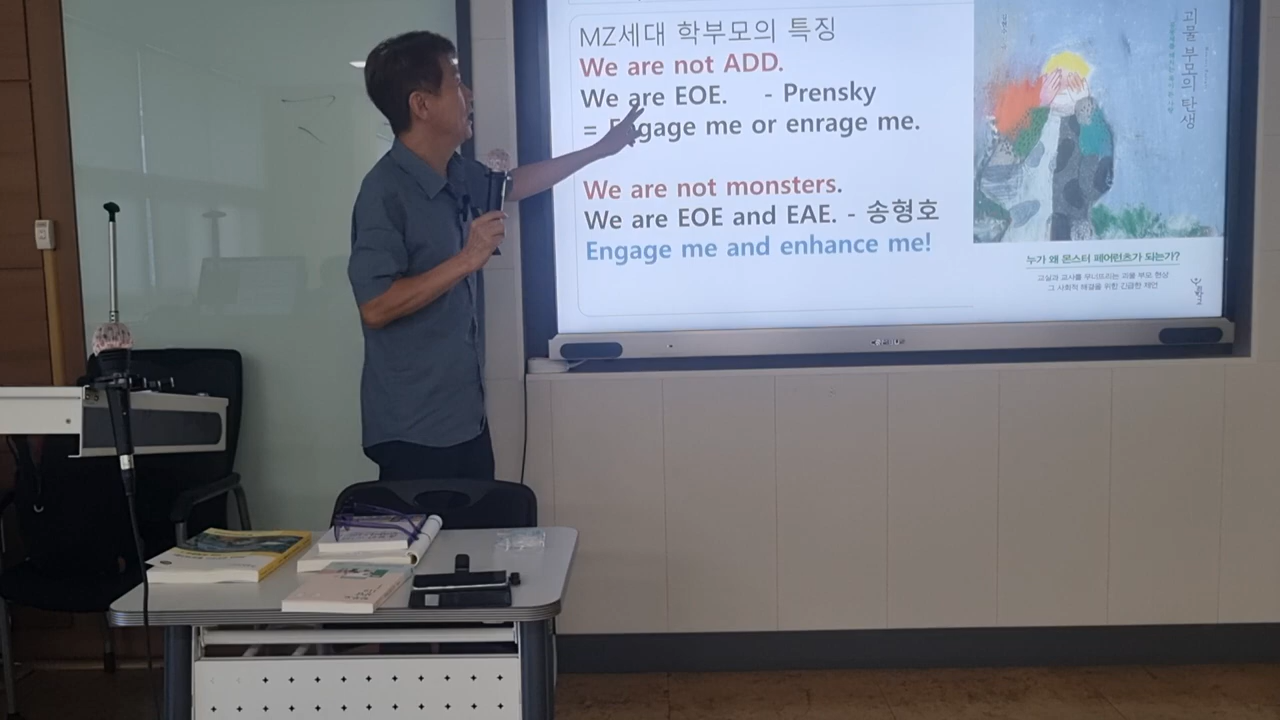 MZ세대 학부모의 특징
We are not ADD.
We are EOE. - Prensky
= Engage me or enrage me.
We are not monsters.
We are EOE and EAE. - 송형호
Engage me and enhance me!
괴물 부모의 탄생
누가 왜 몬스터 페어런츠가 되는가?
교실과 교사를 무너뜨리는 괴물 부모 현상
그 사회적 해결을 위한 긴급한 제언